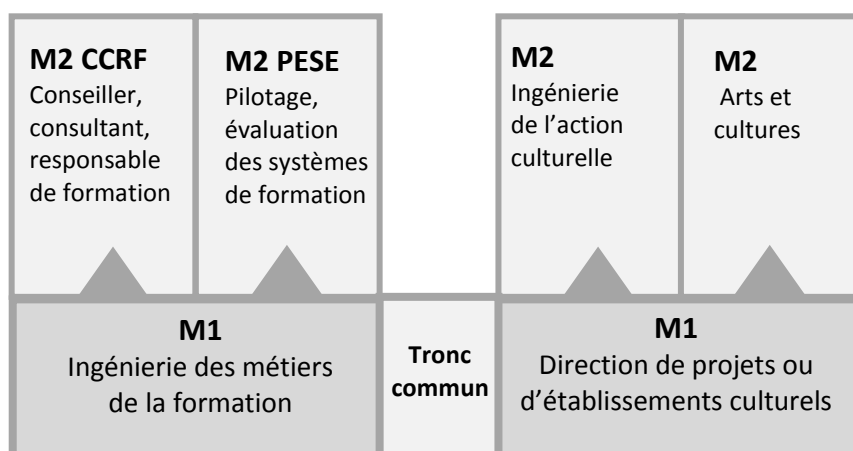 M2 CCRF
Conseiller,
consultant,
responsable
de formation
M2 PESE
Pilotage,
évaluation
des systèmes
de formation
M2
Ingénierie
de l’action
culturelle
M2
Arts et
cultures
M1
Ingénierie des métiers
de la formation
Tronc
commun
M1
Direction de projets ou
d’établissements culturels